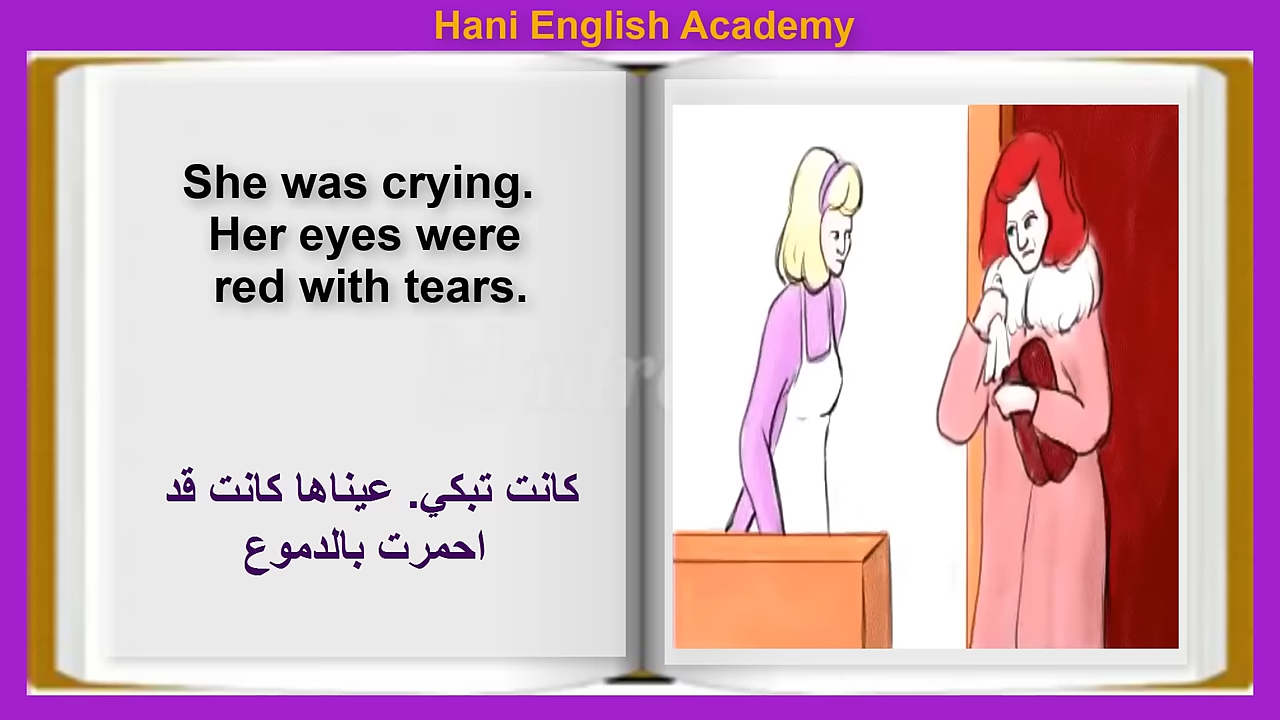 Hani English Academy
She was crying.
Her eyes were
red with tears.
كانت تبكي. عيناها كانت قد
احمرت بالدموع